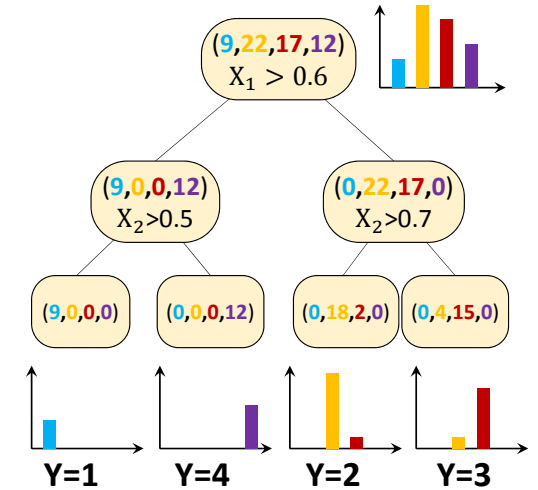 (9,22,17,12)
X₁ > 0.6
(9,0,0,12)
X₂>0.5
(0,22,17,0)
X₂>0.7
(9,0,0,0)
(0,0,0,12)
(0,18,2,0)
(0,4,15,0)
Y=1
Y=4
Y=2
Y=3